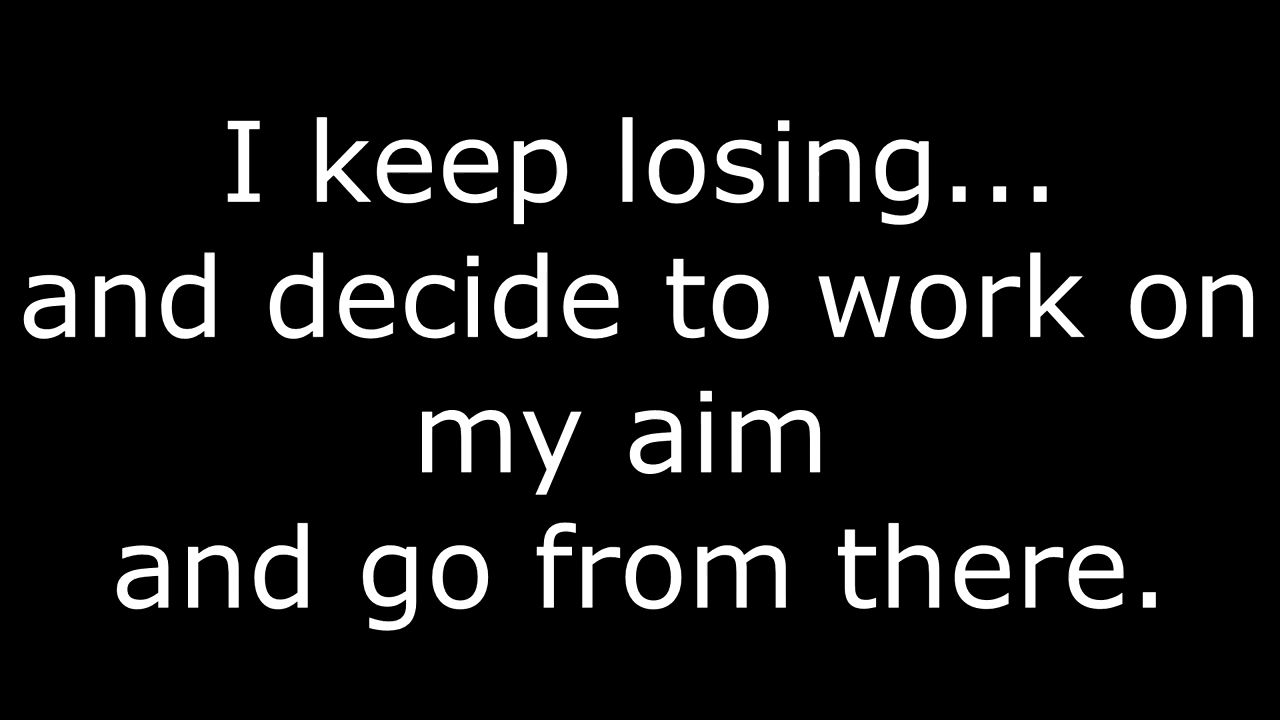 I keep losing...
and decide to work on
my aim
and go from there.